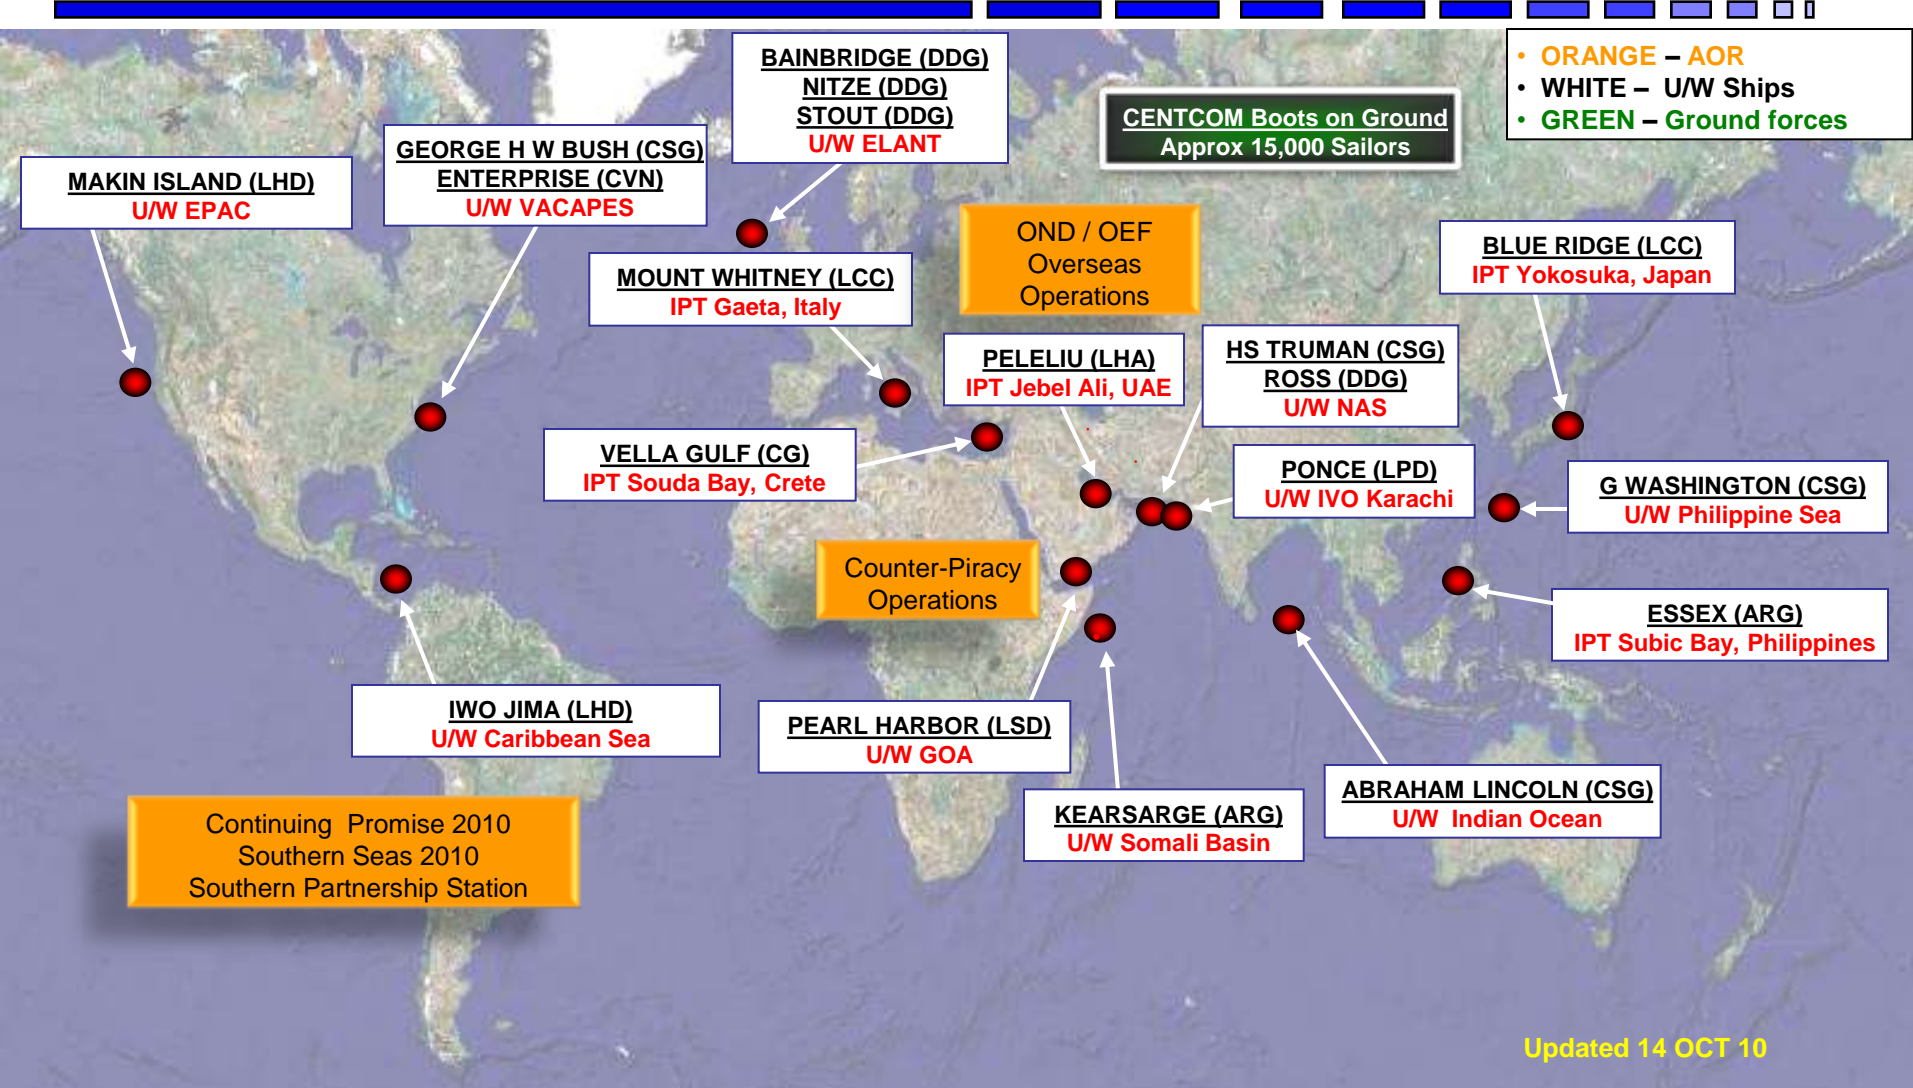 • ORANGE – AOR
• WHITE – U/W Ships
• GREEN – Ground forces
BAINBRIDGE (DDG)
NITZE (DDG)
STOUT (DDG)
U/W ELANT
CENTCOM Boots on Ground
Approx 15,000 Sailors
GEORGE H W BUSH (CSG)
ENTERPRISE (CVN)
U/W VACAPES
MAKIN ISLAND (LHD)
U/W EPAC
OND / OEF
Overseas
Operations
BLUE RIDGE (LCC)
IPT Yokosuka, Japan
MOUNT WHITNEY (LCC)
IPT Gaeta, Italy
PELELIU (LHA)
IPT Jebel Ali, UAE
HS TRUMAN (CSG)
ROSS (DDG)
U/W NAS
VELLA GULF (CG)
IPT Souda Bay, Crete
PONCE (LPD)
U/W IVO Karachi
G WASHINGTON (CSG)
U/W Philippine Sea
Counter-Piracy
Operations
ESSEX (ARG)
IPT Subic Bay, Philippines
IWO JIMA (LHD)
U/W Caribbean Sea
PEARL HARBOR (LSD)
U/W GOA
KEARSARGE (ARG)
U/W Somali Basin
ABRAHAM LINCOLN (CSG)
U/W Indian Ocean
Continuing Promise 2010
Southern Seas 2010
Southern Partnership Station
Updated 14 OCT 10